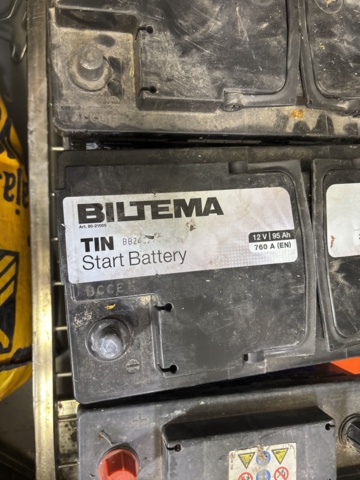 BILTEMA
TIN
Start Battery
12 V | 95 Ah
760 A (EN)